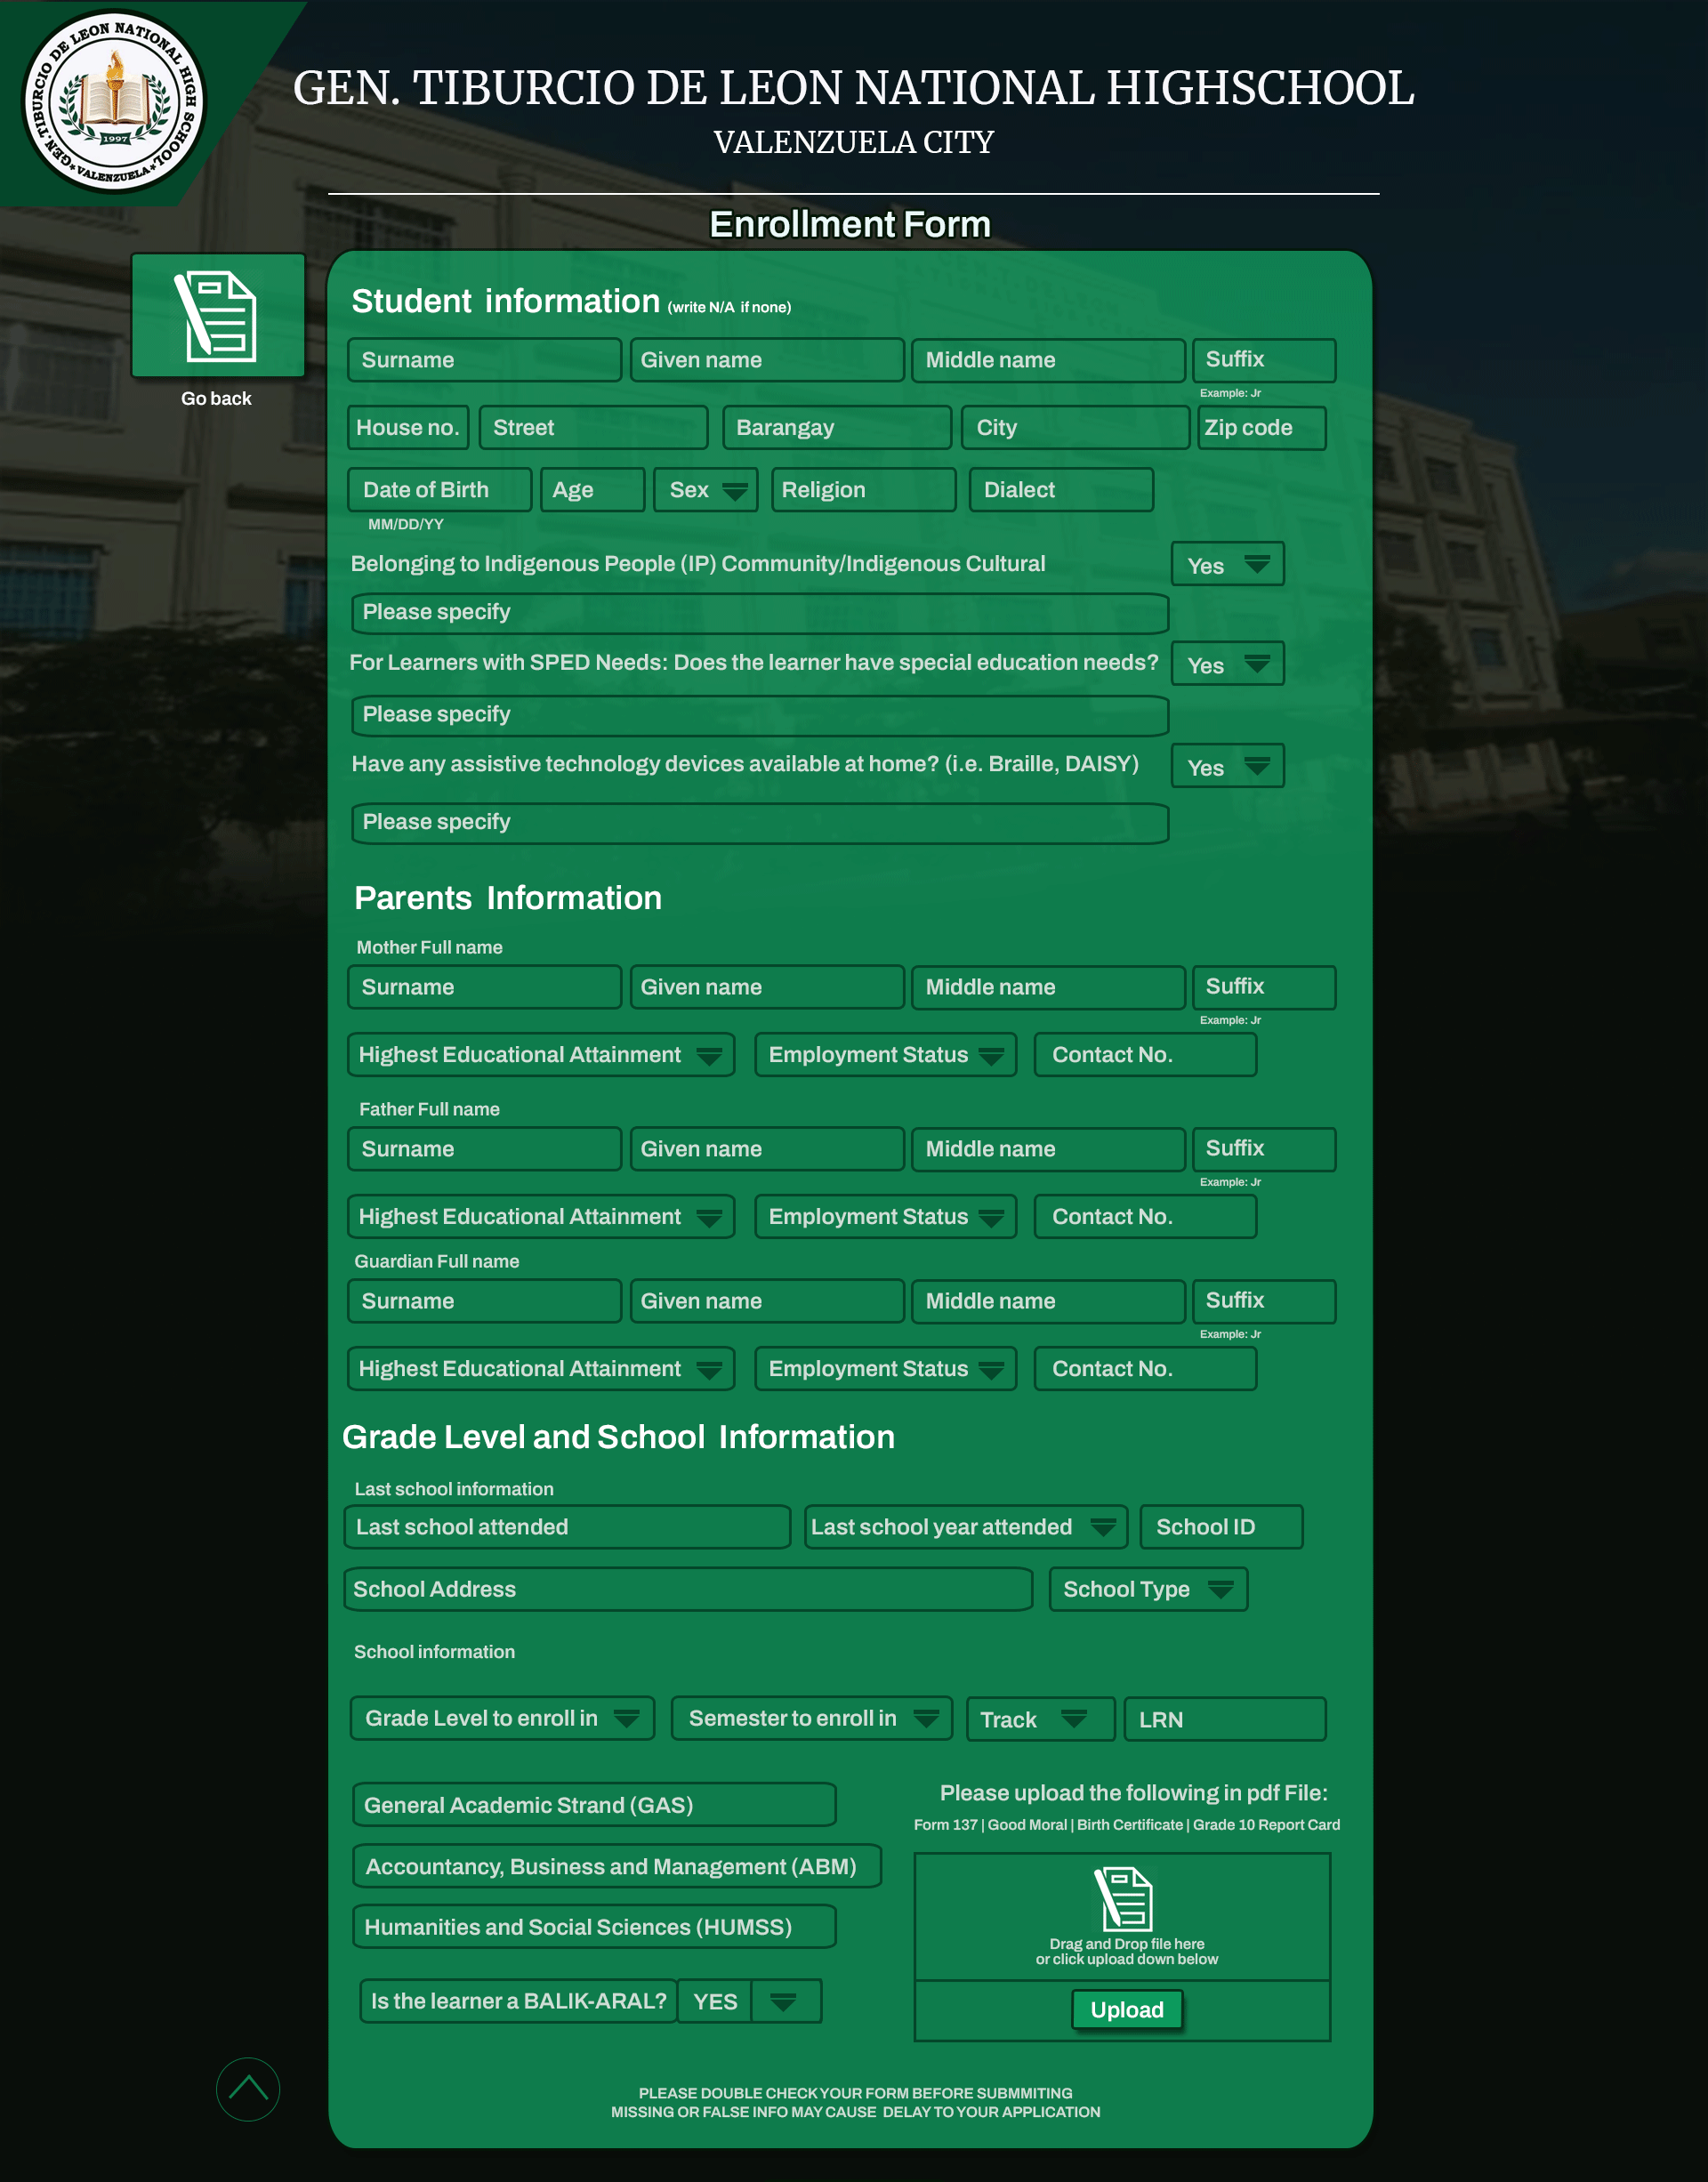 GEN. TIBURCIO DE LEON NATIONAL HIGH SCHOOL
1997
VALENZUELA
GEN. TIBURCIO DE LEON NATIONAL HIGHSCHOOL
VALENZUELA CITY
Enrollment Form
Go back
Student information (write N/A if none)
Surname Given name Middle name Suffix
Example: Jr
House no. Street Barangay City Zip code
Date of Birth Age Sex Religion Dialect
MM/DD/YY
Belonging to Indigenous People (IP) Community/Indigenous Cultural Yes
Please specify
For Learners with SPED Needs: Does the learner have special education needs? Yes
Please specify
Have any assistive technology devices available at home? (i.e. Braille, DAISY) Yes
Please specify
Parents Information
Mother Full name
Surname Given name Middle name Suffix
Example: Jr
Highest Educational Attainment Employment Status Contact No.
Father Full name
Surname Given name Middle name Suffix
Example: Jr
Highest Educational Attainment Employment Status Contact No.
Guardian Full name
Surname Given name Middle name Suffix
Example: Jr
Highest Educational Attainment Employment Status Contact No.
Grade Level and School Information
Last school information
Last school attended Last school year attended School ID
School Address School Type
School information
Grade Level to enroll in Semester to enroll in Track LRN
General Academic Strand (GAS)
Accountancy, Business and Management (ABM)
Humanities and Social Sciences (HUMSS)
Is the learner a BALIK-ARAL? YES
Please upload the following in pdf File:
Form 137 | Good Moral | Birth Certificate | Grade 10 Report Card
Drag and Drop file here
or click upload down below
Upload
PLEASE DOUBLE CHECK YOUR FORM BEFORE SUBMMITING
MISSING OR FALSE INFO MAY CAUSE DELAY TO YOUR APPLICATION